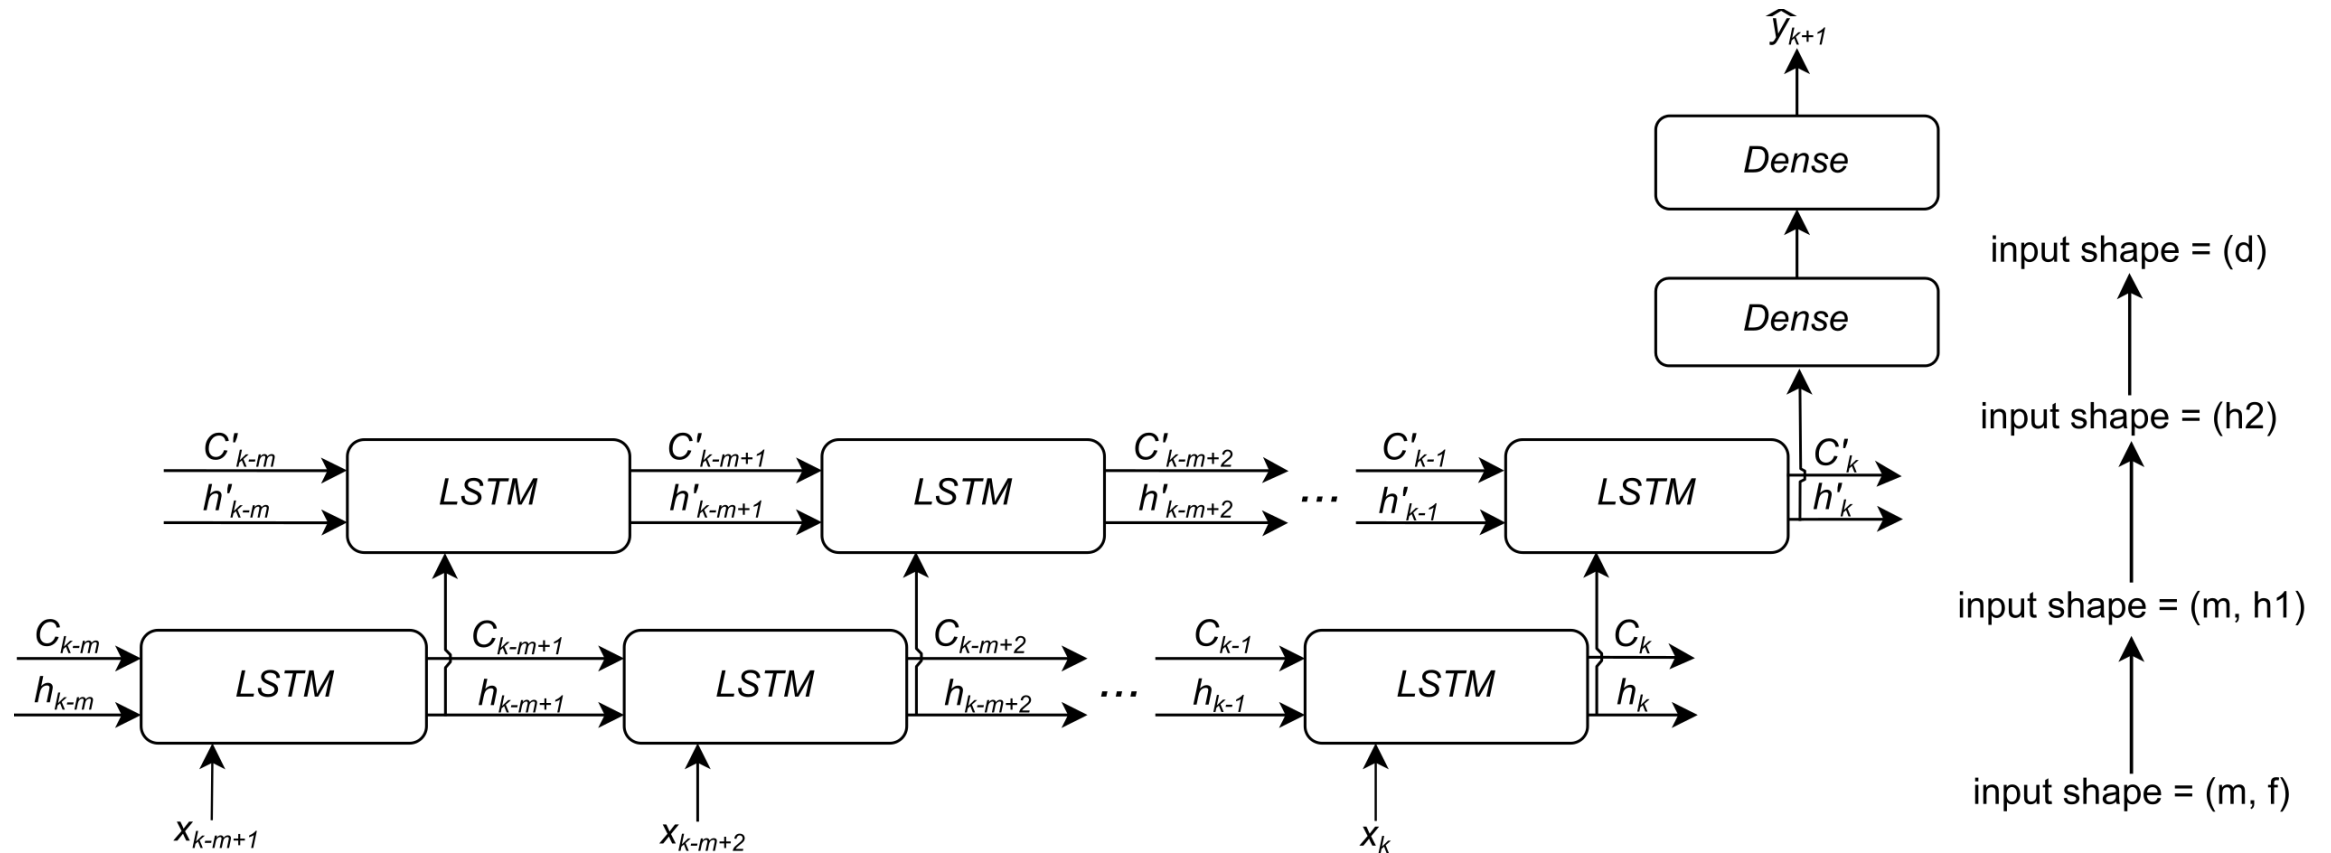 ŷk+1
Dense
input shape = (d)
Dense
input shape = (h2)
C'k-m C'k-m+1 C'k-m+2 C'k-1 C'k
LSTM LSTM ... LSTM
h'k-m h'k-m+1 h'k-m+2 h'k-1 h'k
input shape = (m, h1)
Ck-m Ck-m+1 Ck-m+2 Ck-1 Ck
LSTM LSTM ... LSTM
hk-m hk-m+1 hk-m+2 hk-1 hk
input shape = (m, f)
xk-m+1 xk-m+2 xk